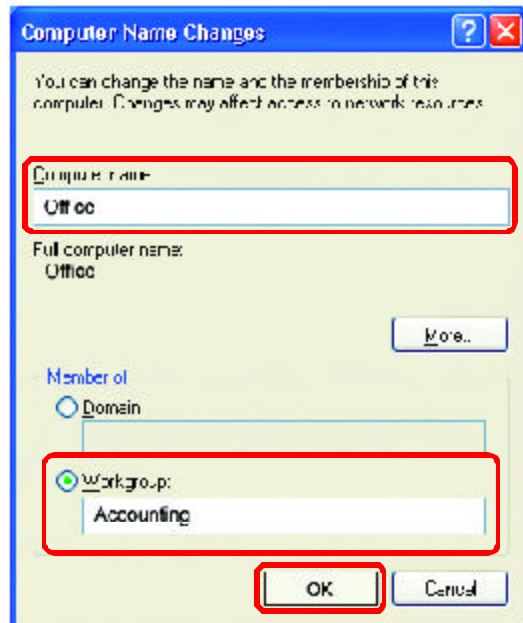 Computer Name Changes
You can change the name and the membership of this
computer. Changes may affect access to network resources.
Computer name:
Office
Full computer name:
Office
More...
Member of
Domain
Workgroup:
Accounting
OK
Cancel